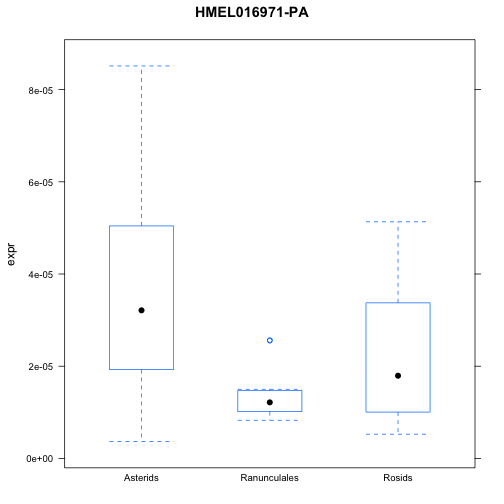 HMEL016971-PA
expr
8e-05
6e-05
4e-05
2e-05
0e+00
Asterids Ranunculales Rosids